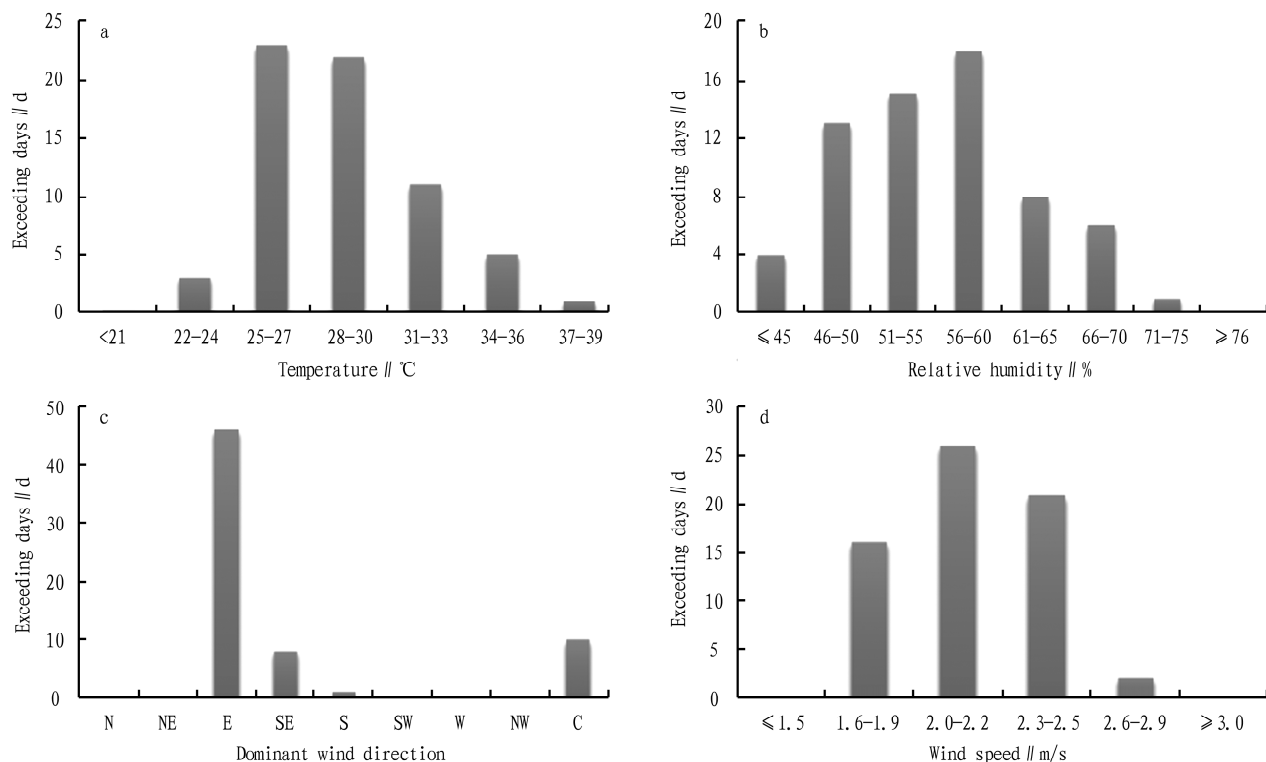 a
Exceeding days // d
25
20
15
10
5
0
<21 22-24 25-27 28-30 31-33 34-36 37-39
Temperature // ℃
b
Exceeding days // d
20
16
12
8
4
0
≤45 46-50 51-55 56-60 61-65 66-70 71-75 ≥76
Relative humidity // %
c
Exceeding days // d
50
40
30
20
10
0
N NE E SE S SW W NW C
Dominant wind direction
d
Exceeding days // d
30
25
20
15
10
5
0
≤1.5 1.6-1.9 2.0-2.2 2.3-2.5 2.6-2.9 ≥3.0
Wind speed // m/s